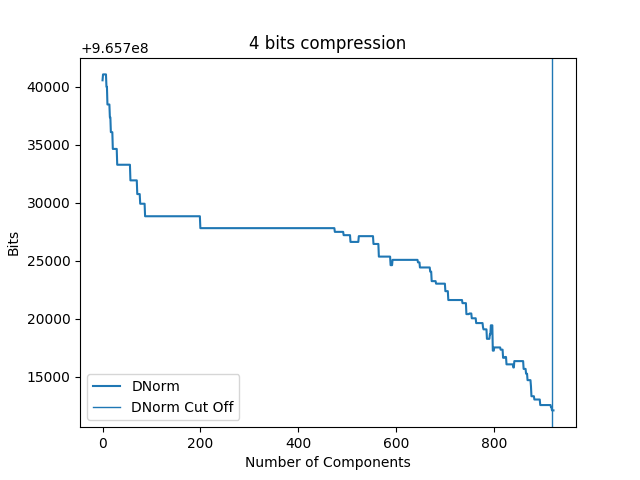 4 bits compression
+9.657e8
40000
35000
30000
25000
20000
15000
Bits
DNorm
DNorm Cut Off
0 200 400 600 800
Number of Components